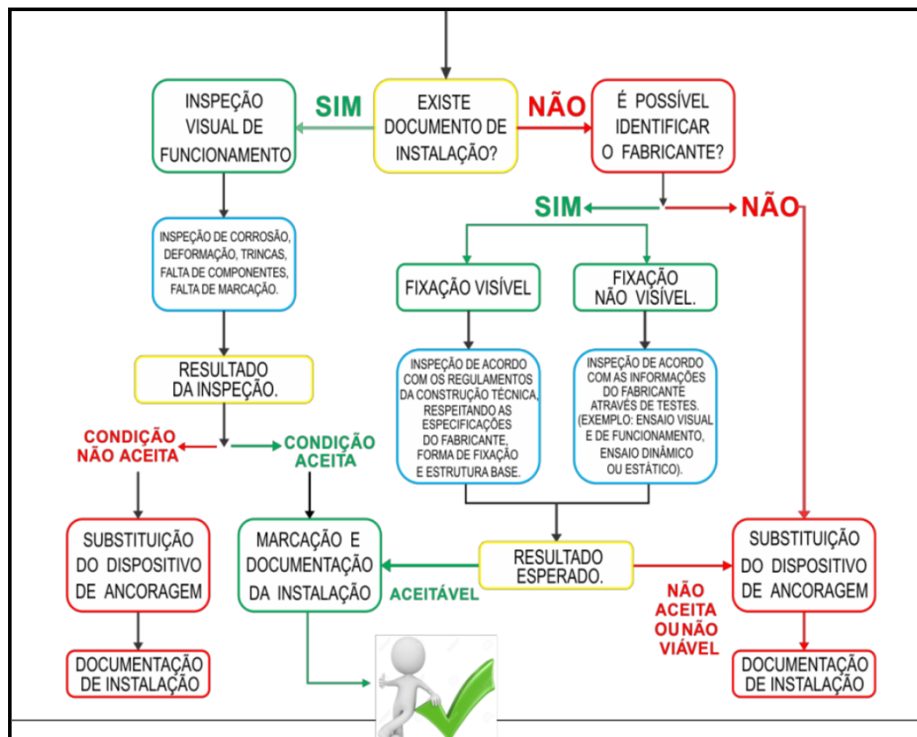 EXISTE
DOCUMENTO DE
INSTALAÇÃO?
SIM
NÃO
INSPEÇÃO
VISUAL DE
FUNCIONAMENTO
É POSSÍVEL
IDENTIFICAR
O FABRICANTE?
SIM
NÃO
INSPEÇÃO DE CORROSÃO,
DEFORMAÇÃO, TRINCAS,
FALTA DE COMPONENTES,
FALTA DE MARCAÇÃO.
FIXAÇÃO VISÍVEL
FIXAÇÃO
NÃO VISÍVEL.
RESULTADO
DA INSPEÇÃO.
INSPEÇÃO DE ACORDO
COM OS REGULAMENTOS
DA CONSTRUÇÃO TÉCNICA,
RESPEITANDO AS
ESPECIFICAÇÕES
DO FABRICANTE,
FORMA DE FIXAÇÃO
E ESTRUTURA BASE.
INSPEÇÃO DE ACORDO
COM AS INFORMAÇÕES
DO FABRICANTE
ATRAVÉS DE TESTES.
(EXEMPLO: ENSAIO VISUAL
E DE FUNCIONAMENTO,
ENSAIO DINÂMICO
OU ESTÁTICO).
CONDIÇÃO
NÃO ACEITA
CONDIÇÃO
ACEITA
SUBSTITUIÇÃO
DO DISPOSITIVO
DE ANCORAGEM
MARCAÇÃO E
DOCUMENTAÇÃO
DA INSTALAÇÃO
ACEITÁVEL
RESULTADO
ESPERADO.
NÃO
ACEITA
OU NÃO
VIÁVEL
SUBSTITUIÇÃO
DO DISPOSITIVO
DE ANCORAGEM
DOCUMENTAÇÃO
DE INSTALAÇÃO
DOCUMENTAÇÃO
DE INSTALAÇÃO